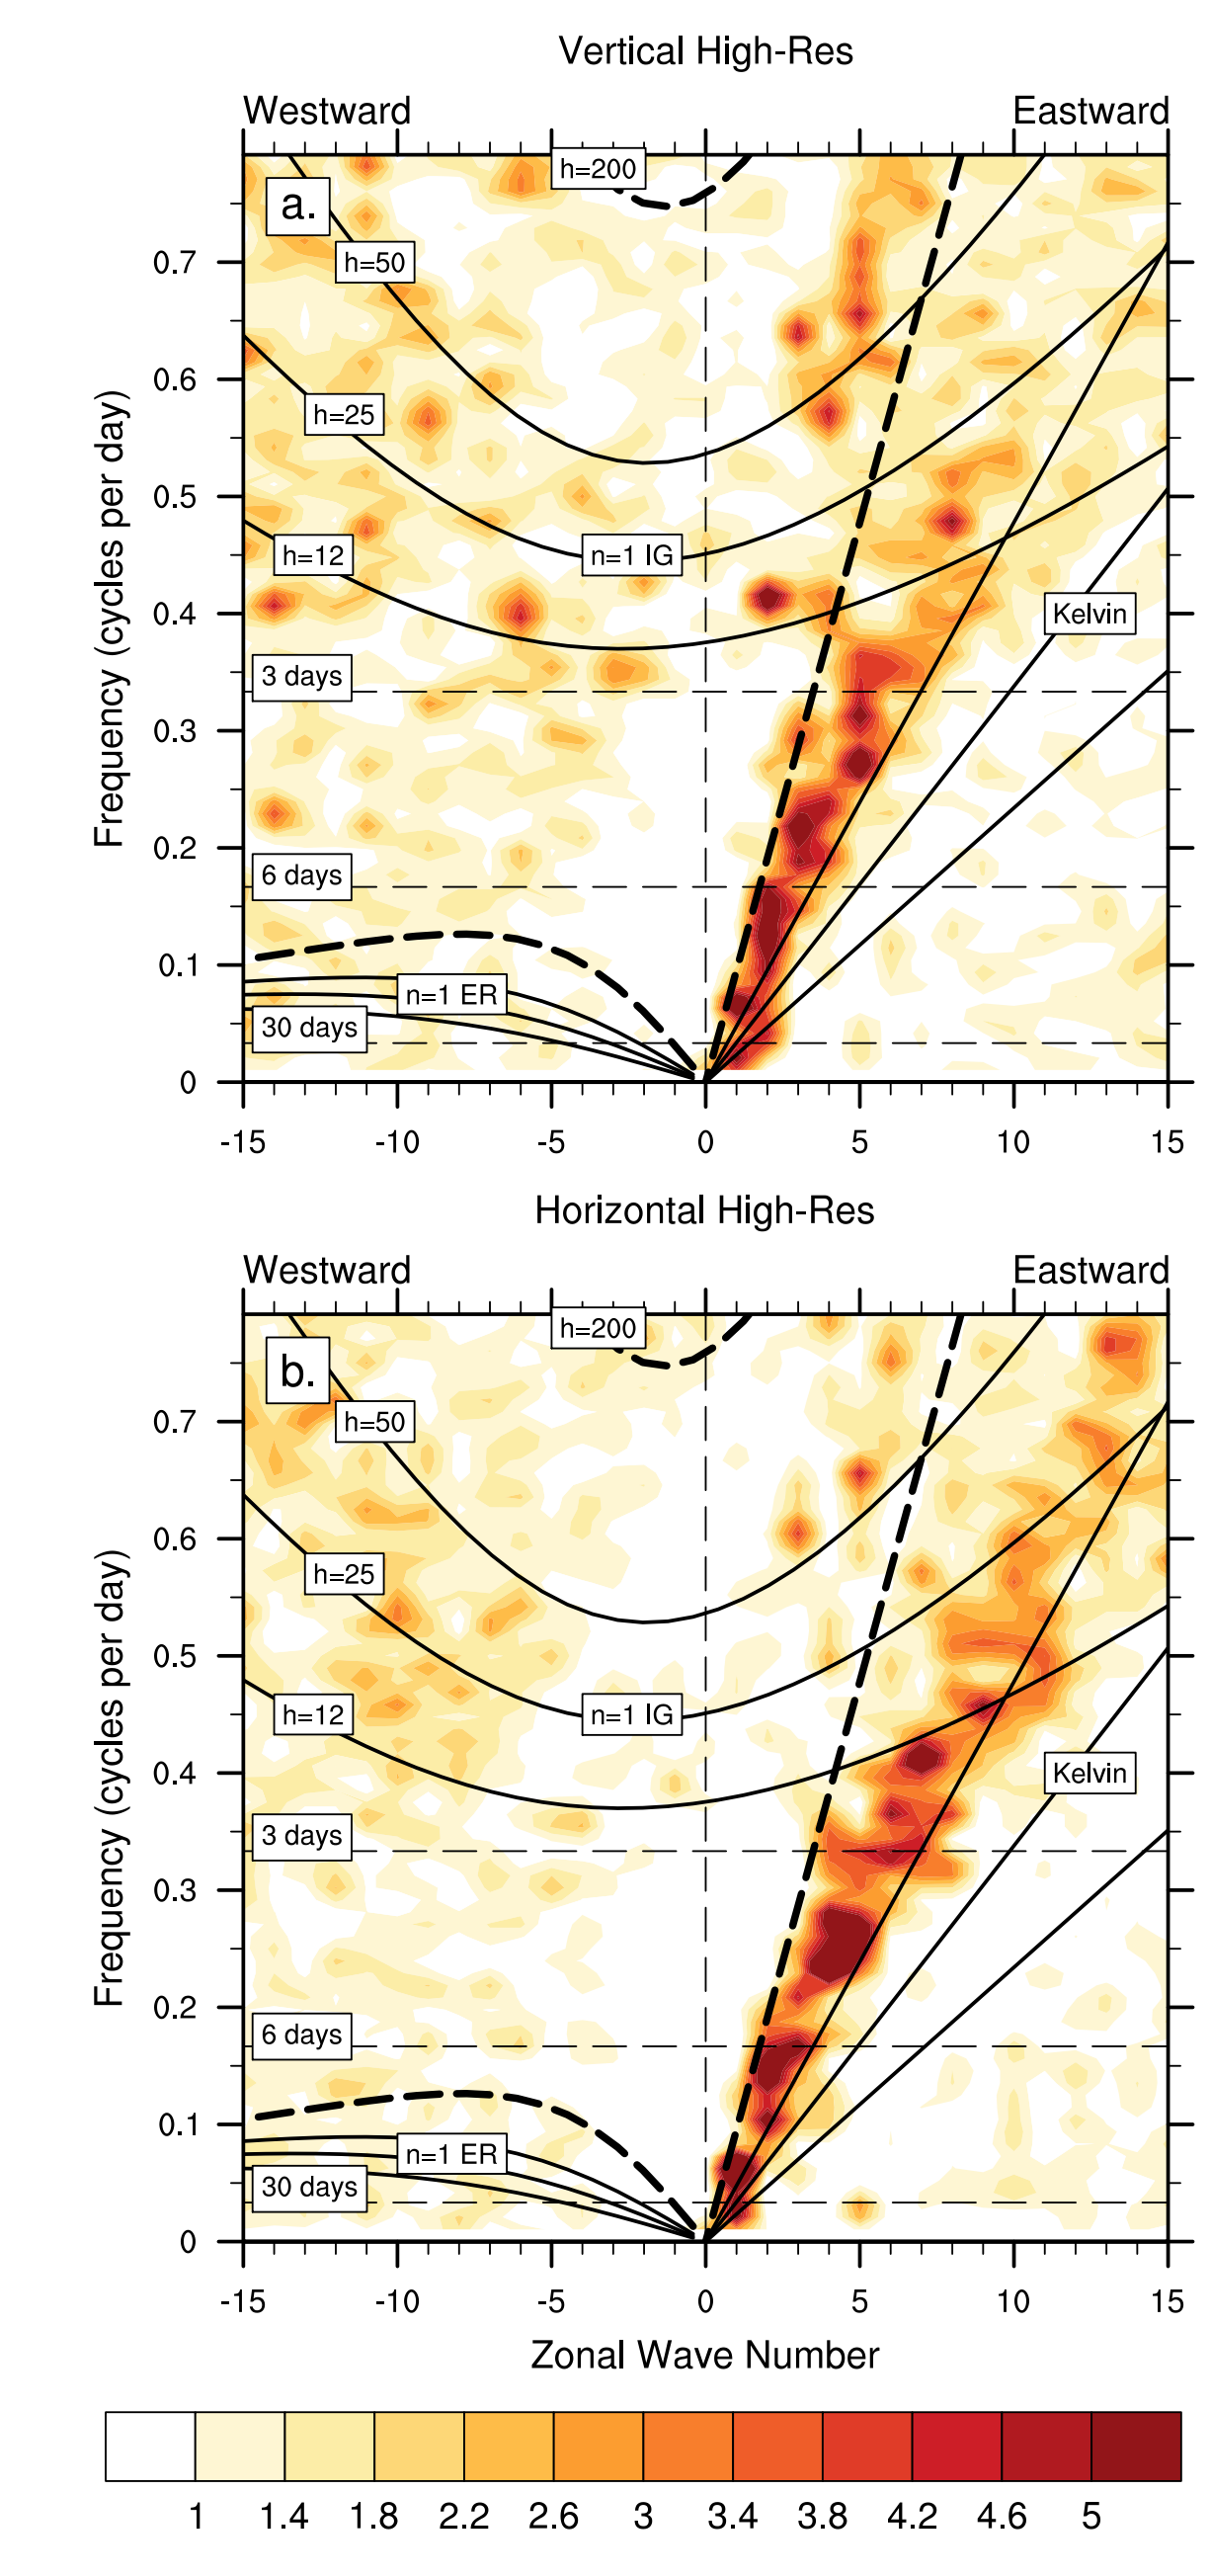 Vertical High-Res
Westward Eastward
h=200
a.
h=50
0.7
0.6
h=25
0.5
h=12
n=1 IG
0.4
Kelvin
3 days
0.3
0.2
6 days
0.1
n=1 ER
30 days
0
Frequency (cycles per day)
-15 -10 -5 0 5 10 15
Horizontal High-Res
Westward Eastward
h=200
b.
h=50
0.7
0.6
h=25
0.5
h=12
n=1 IG
0.4
Kelvin
3 days
0.3
0.2
6 days
0.1
n=1 ER
30 days
0
Frequency (cycles per day)
-15 -10 -5 0 5 10 15
Zonal Wave Number
1 1.4 1.8 2.2 2.6 3 3.4 3.8 4.2 4.6 5